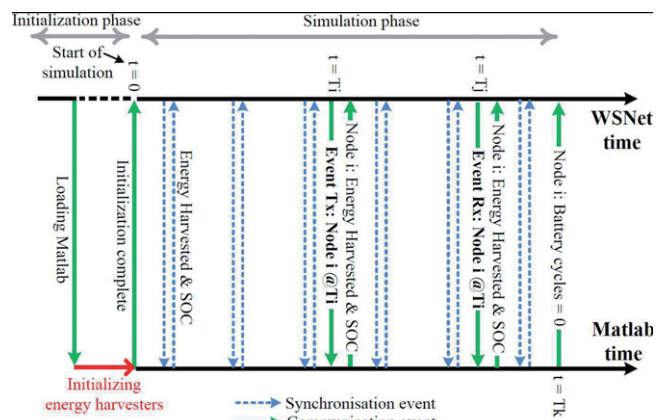 Initialization phase
Simulation phase
Start of
simulation
t = 0
t = Ti
t = Tj
WSNet
time
Loading Matlab
Initialization complete
Energy Harvested & SOC
Event Tx: Node i @Ti
Node i: Energy Harvested & SOC
Event Rx: Node i @Ti
Node i: Energy Harvested & SOC
Node i: Battery cycles = 0
t = Tk
Matlab
time
Initializing
energy harvesters
Synchronisation event
Communication event